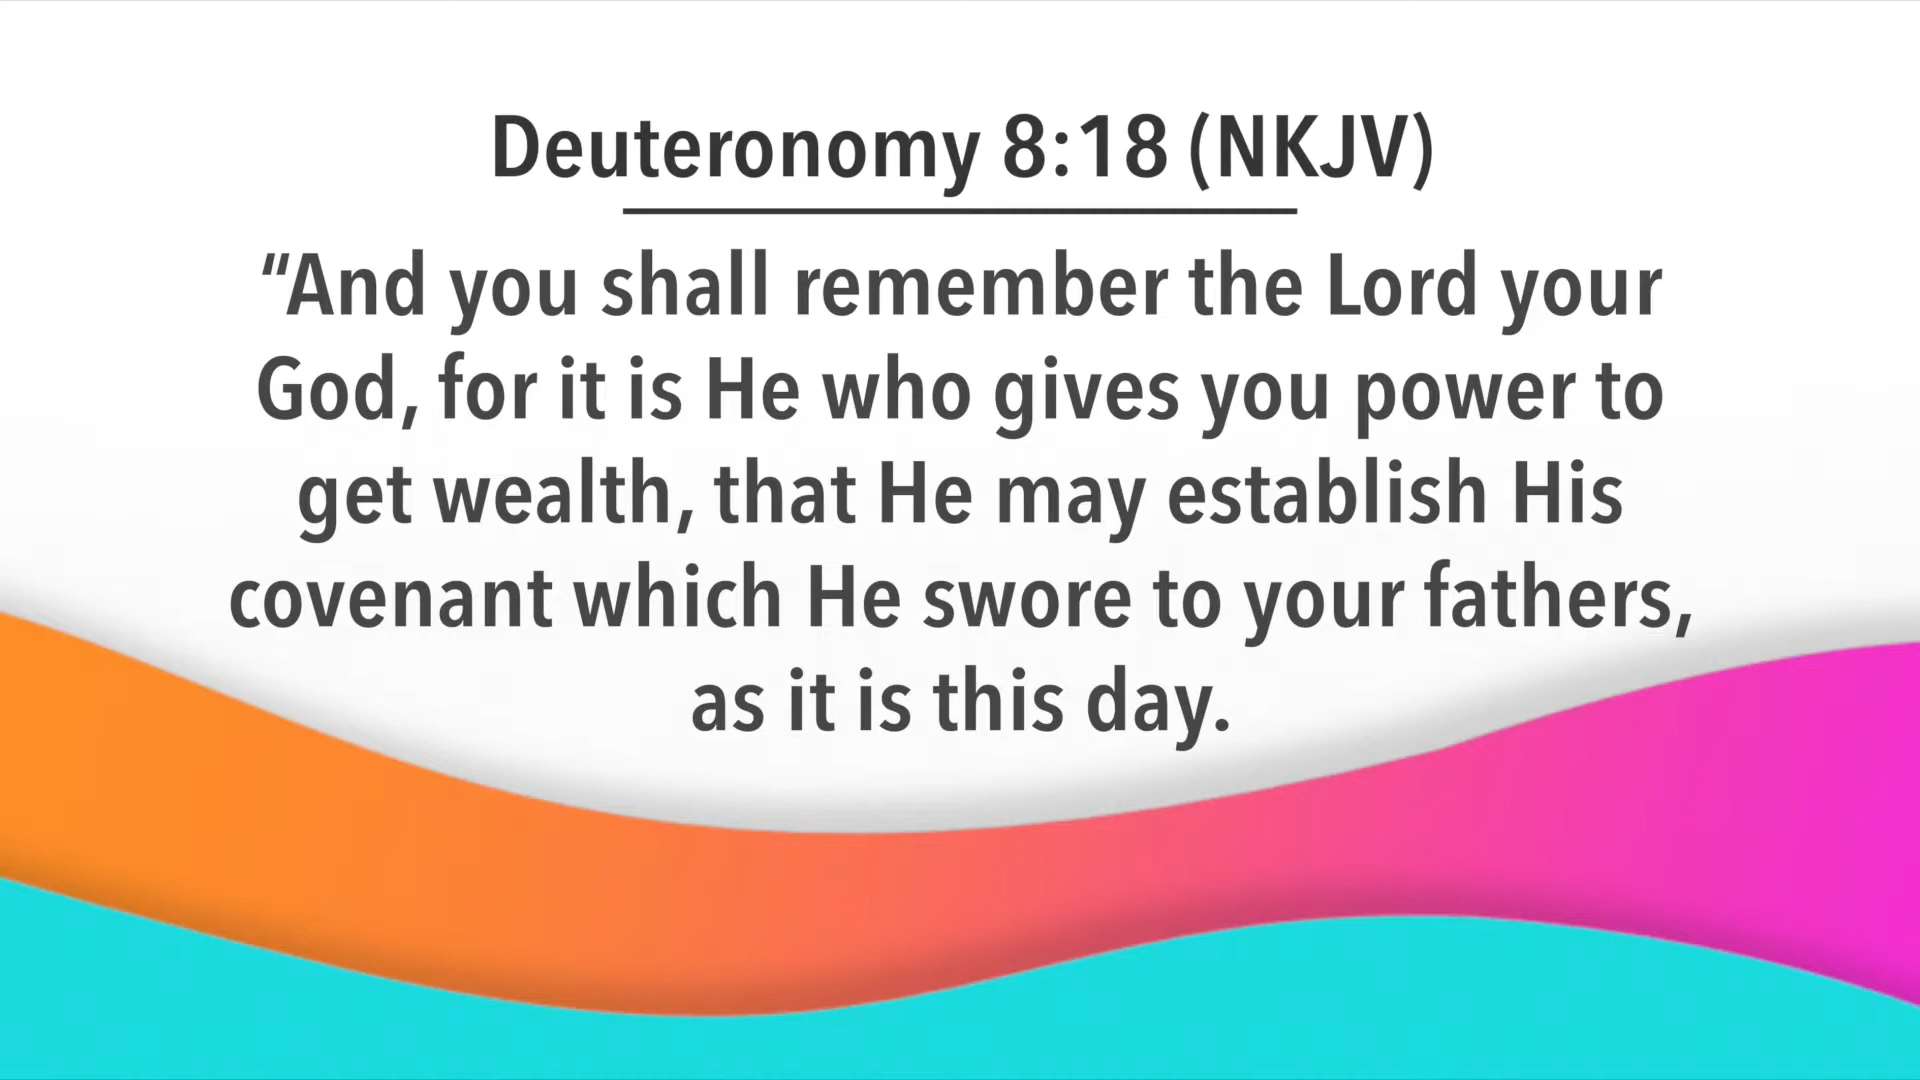 Deuteronomy 8:18 (NKJV)
“And you shall remember the Lord your
God, for it is He who gives you power to
get wealth, that He may establish His
covenant which He swore to your fathers,
as it is this day.